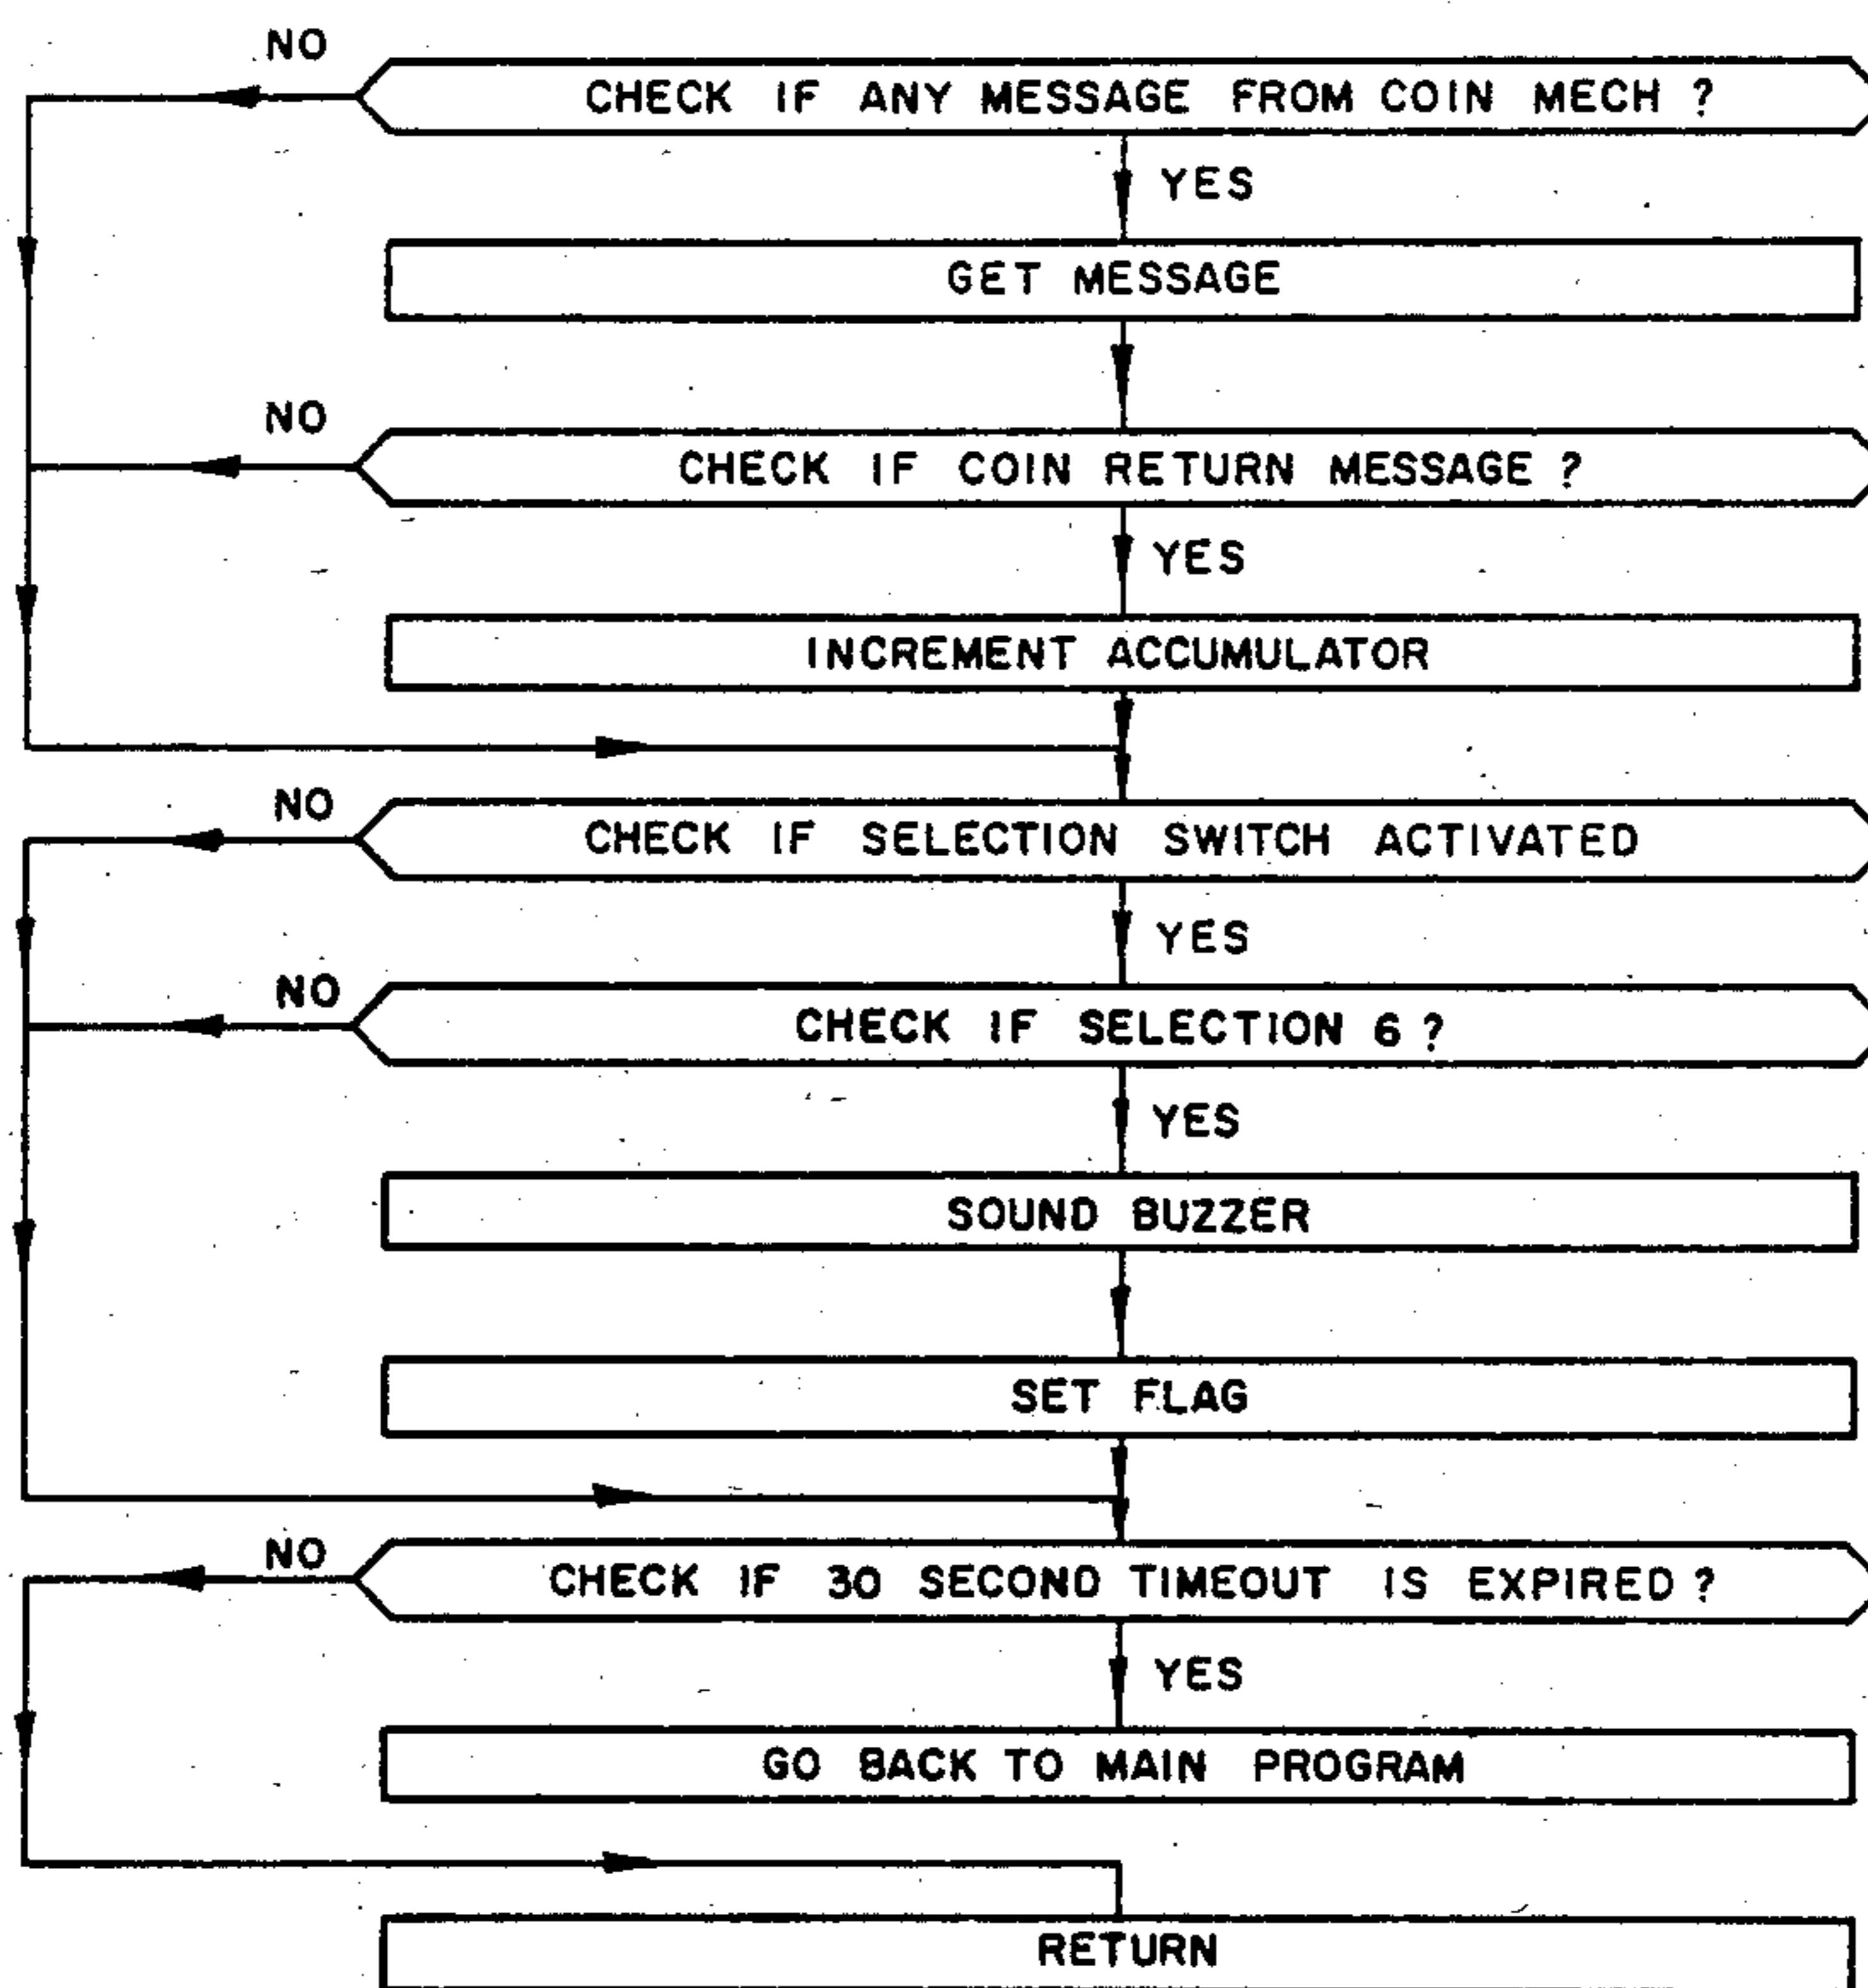 NO
CHECK IF ANY MESSAGE FROM COIN MECH ?
YES
GET MESSAGE
NO
CHECK IF COIN RETURN MESSAGE ?
YES
INCREMENT ACCUMULATOR
NO
CHECK IF SELECTION SWITCH ACTIVATED
YES
NO
CHECK IF SELECTION 6 ?
YES
SOUND BUZZER
SET FLAG
NO
CHECK IF 30 SECOND TIMEOUT IS EXPIRED ?
YES
GO BACK TO MAIN PROGRAM
RETURN